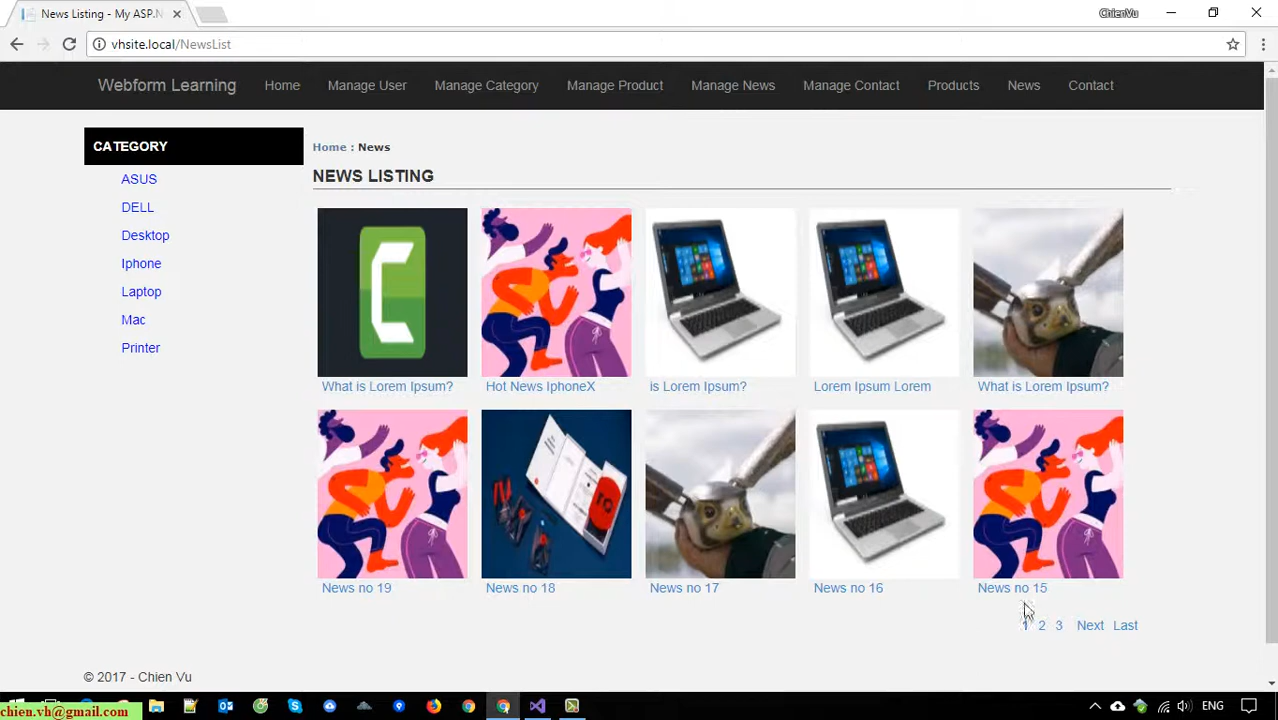 News Listing - My ASP.N
ChienVu
vhsite.local/NewsList
Webform Learning Home Manage User Manage Category Manage Product Manage News Manage Contact Products News Contact
CATEGORY
ASUS
DELL
Desktop
Iphone
Laptop
Mac
Printer
Home : News
NEWS LISTING
What is Lorem Ipsum? Hot News IphoneX is Lorem Ipsum? Lorem Ipsum Lorem What is Lorem Ipsum?
News no 19 News no 18 News no 17 News no 16 News no 15
1 2 3 Next Last
© 2017 - Chien Vu
chien.vh@gmail.com
ENG